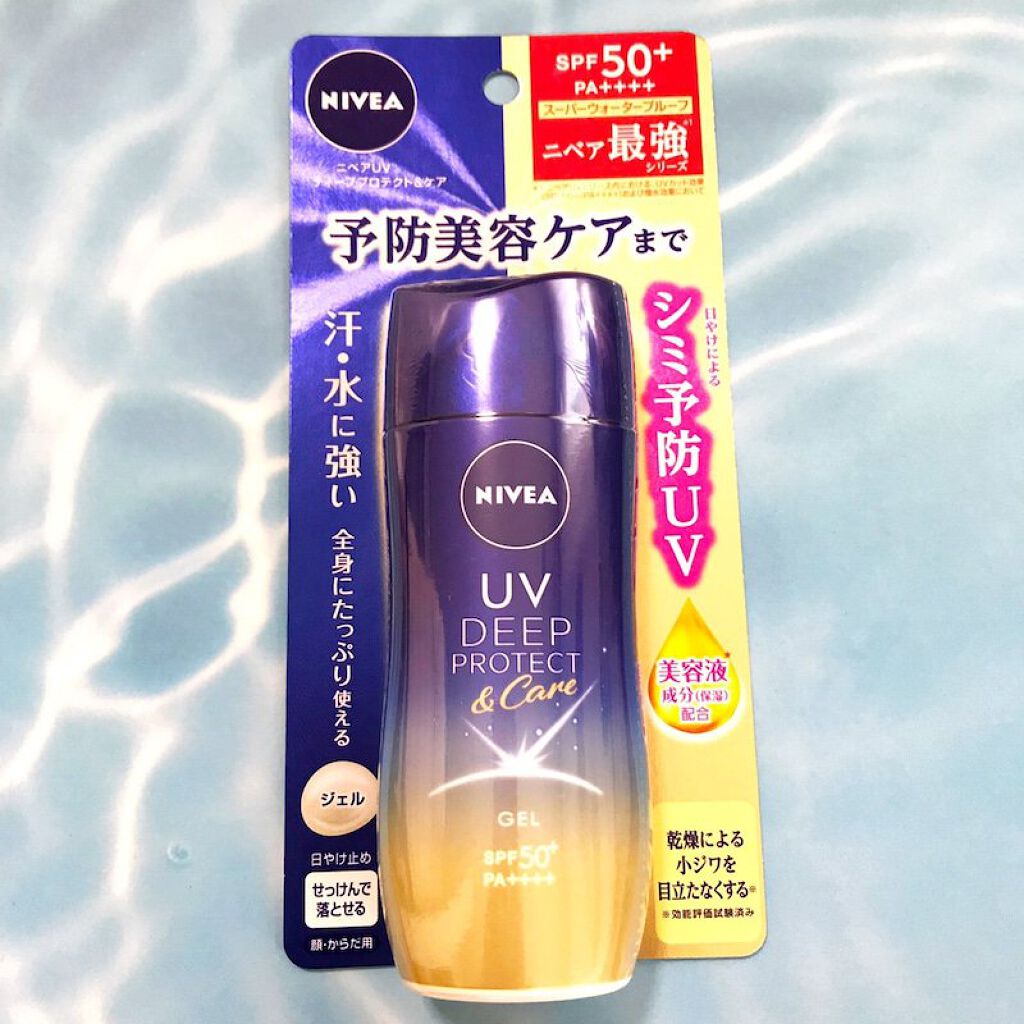 NIVEA
ニベアUV
ディーププロテクト&ケア
SPF 50+
PA++++
スーパーウォータープルーフ
ニベア 最強※1
シリーズ
予防美容ケアまで
汗・水に強い
全身にたっぷり使える
ジェル
日やけ止め
せっけんで
落とせる
顔・からだ用
日やけによる
シミ予防UV
美容液*
成分(保湿)
配合
乾燥による
小ジワを
目立たなくする※
※効能評価試験済み
NIVEA
UV
DEEP
PROTECT
& Care
GEL
SPF50+
PA++++